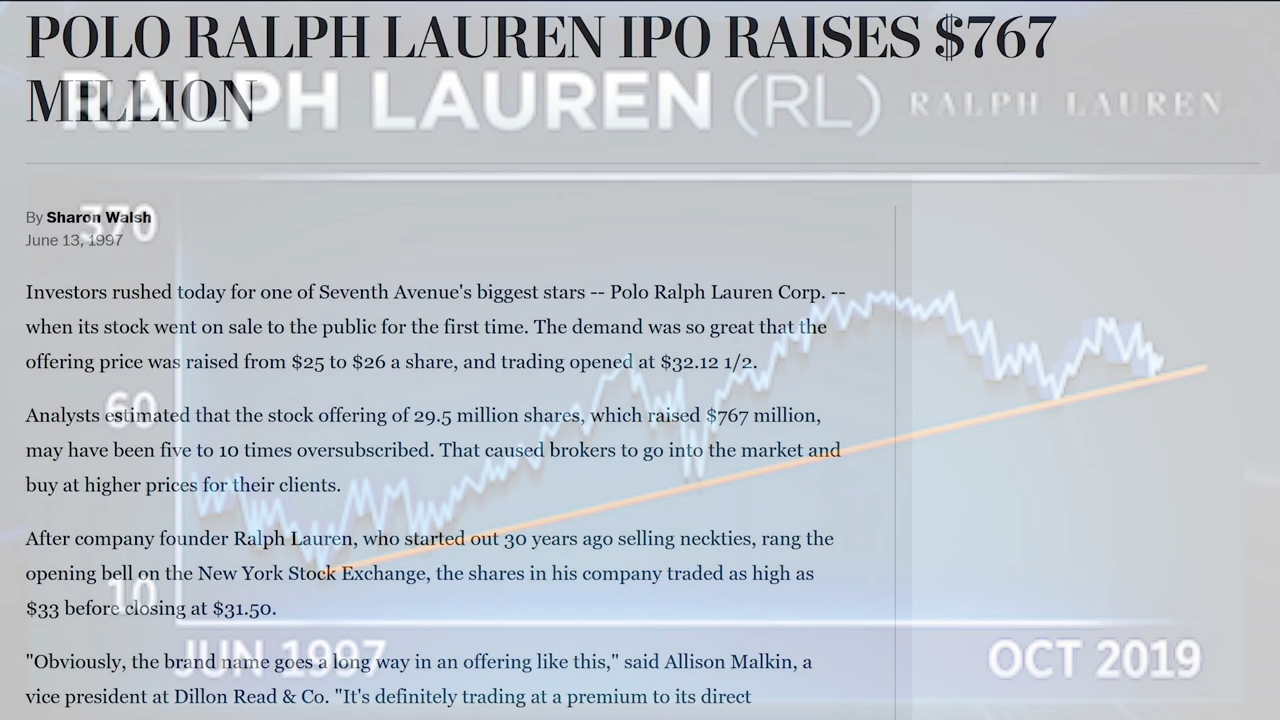 POLO RALPH LAUREN IPO RAISES $767
MILLION
RALPH LAUREN (RL)
RALPH LAUREN
By Sharon Walsh
June 13, 1997
370
Investors rushed today for one of Seventh Avenue's biggest stars -- Polo Ralph Lauren Corp. --
when its stock went on sale to the public for the first time. The demand was so great that the
offering price was raised from $25 to $26 a share, and trading opened at $32.12 1/2.
60
Analysts estimated that the stock offering of 29.5 million shares, which raised $767 million,
may have been five to 10 times oversubscribed. That caused brokers to go into the market and
buy at higher prices for their clients.
After company founder Ralph Lauren, who started out 30 years ago selling neckties, rang the
opening bell on the New York Stock Exchange, the shares in his company traded as high as
$33 before closing at $31.50.
10
"Obviously, the brand name goes a long way in an offering like this," said Allison Malkin, a
vice president at Dillon Read & Co. "It's definitely trading at a premium to its direct
JUN 1997
OCT 2019